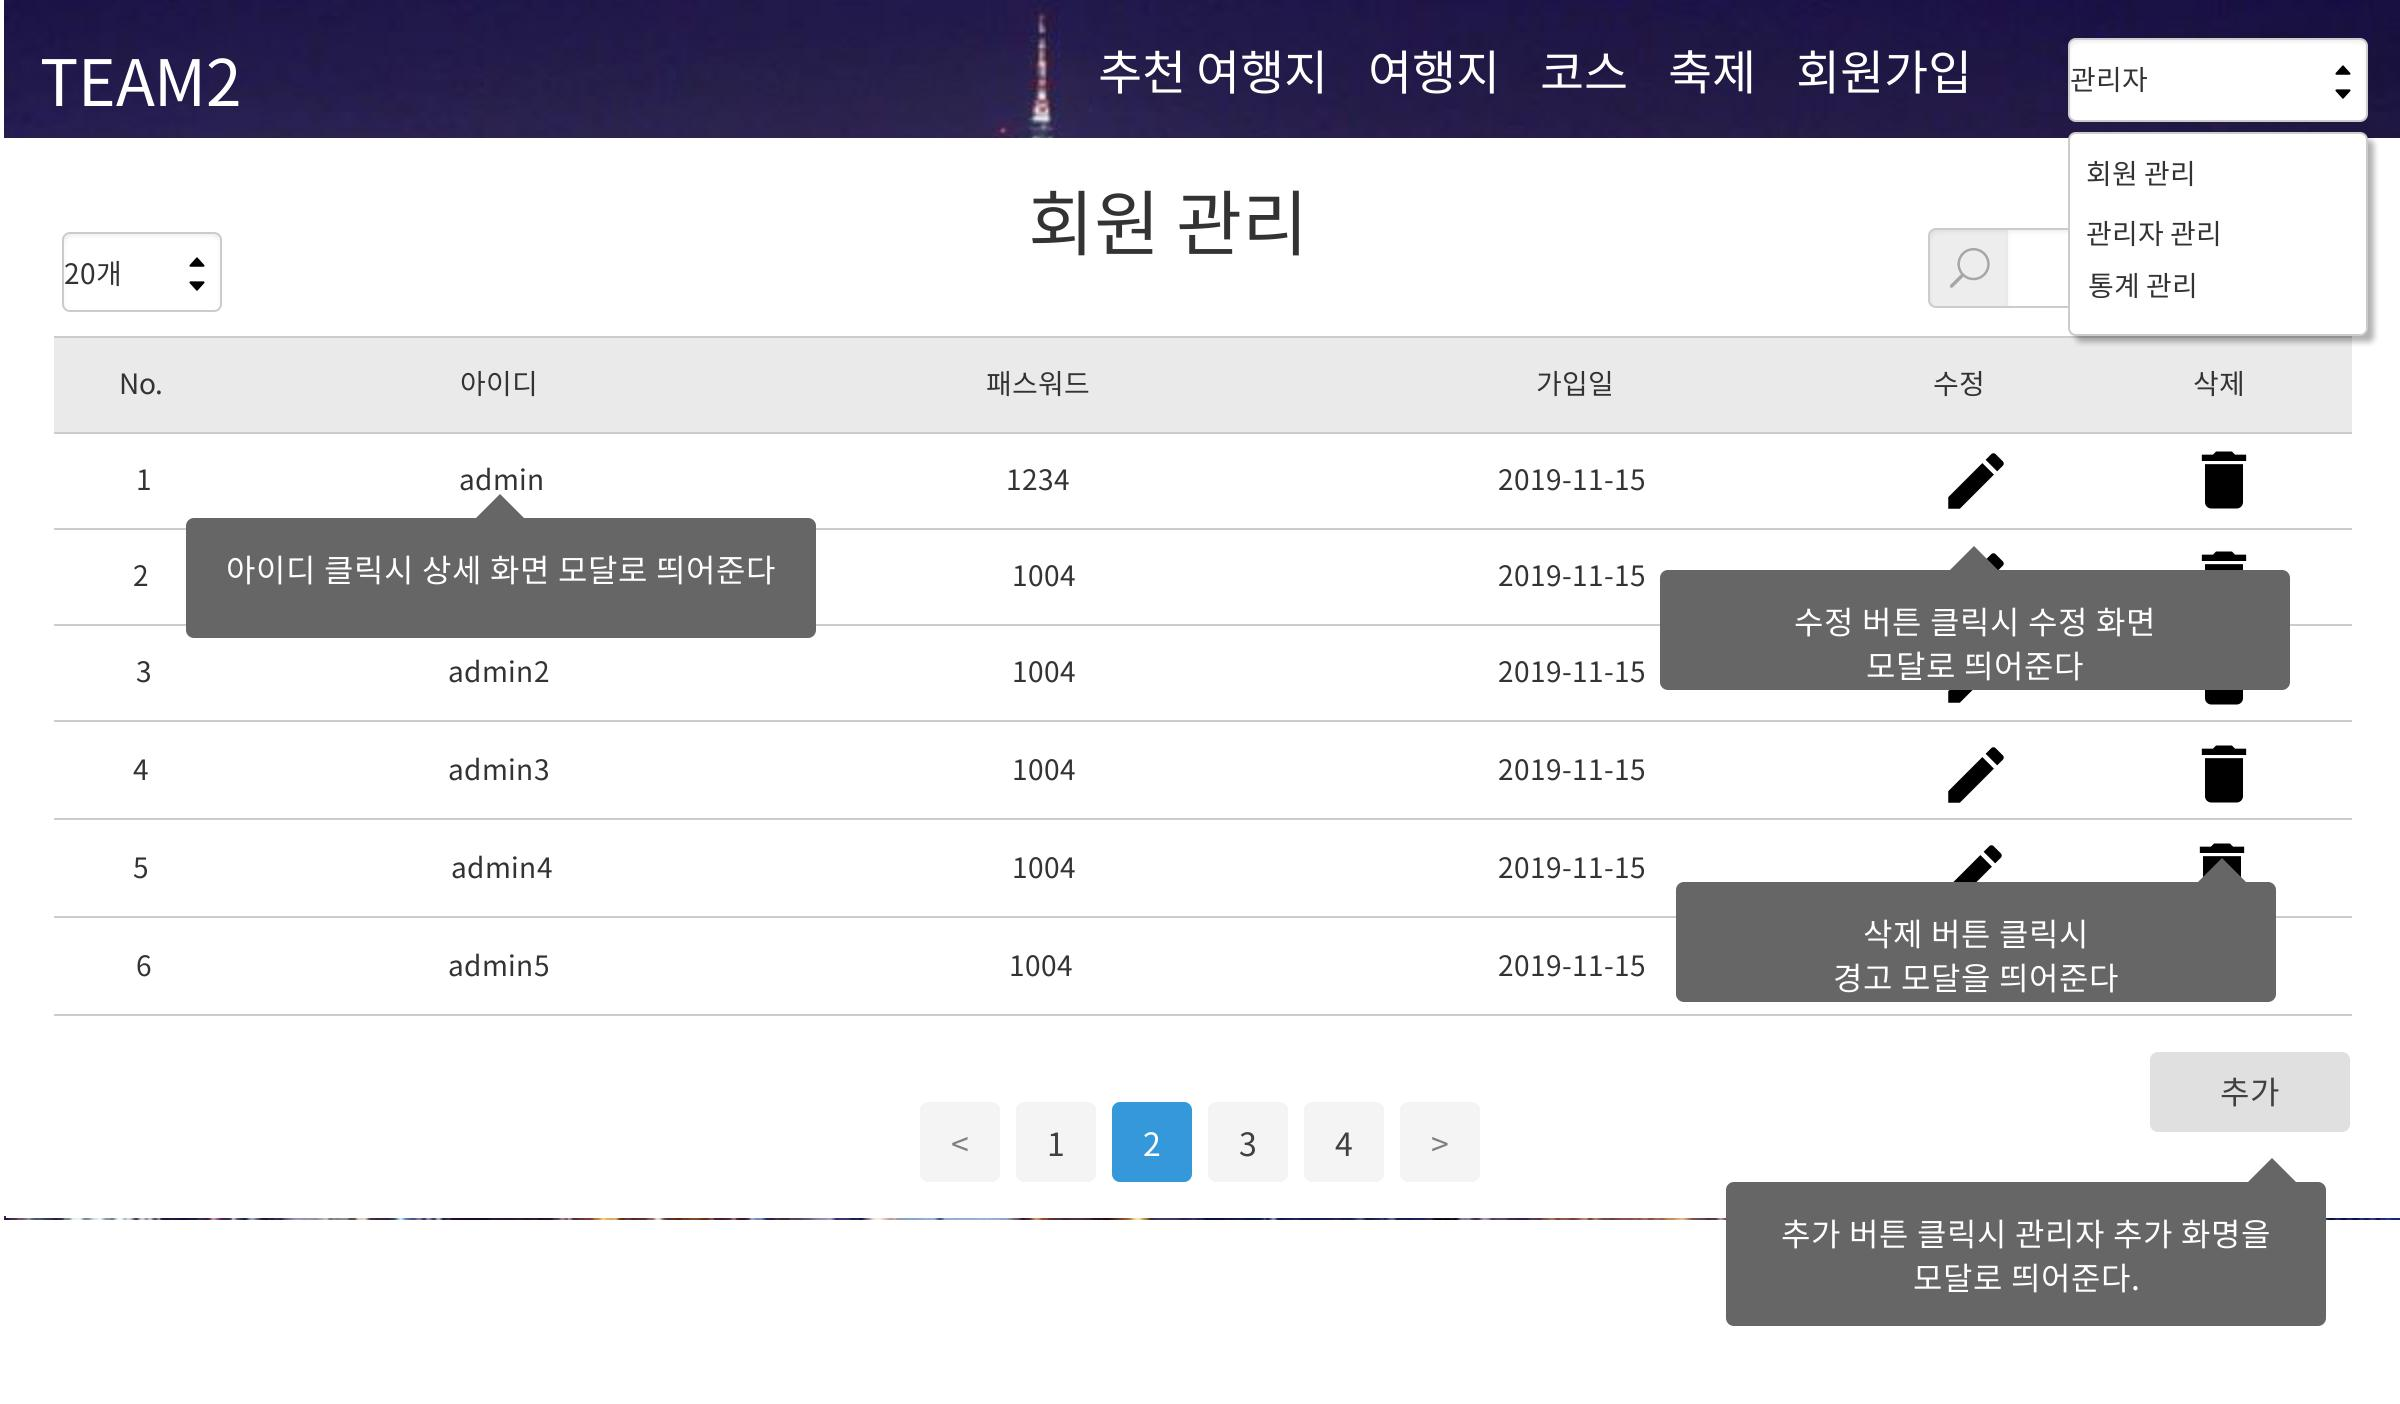 TEAM2
추천 여행지 여행지 코스 축제 회원가입
관리자
회원 관리
관리자 관리
통계 관리
회원 관리
20개
No. 아이디 패스워드 가입일 수정 삭제
1 admin 1234 2019-11-15
아이디 클릭시 상세 화면 모달로 띄어준다
2 1004 2019-11-15
수정 버튼 클릭시 수정 화면
모달로 띄어준다
3 admin2 1004 2019-11-15
4 admin3 1004 2019-11-15
5 admin4 1004 2019-11-15
삭제 버튼 클릭시
경고 모달을 띄어준다
6 admin5 1004 2019-11-15
추가
< 1 2 3 4 >
추가 버튼 클릭시 관리자 추가 화명을
모달로 띄어준다.